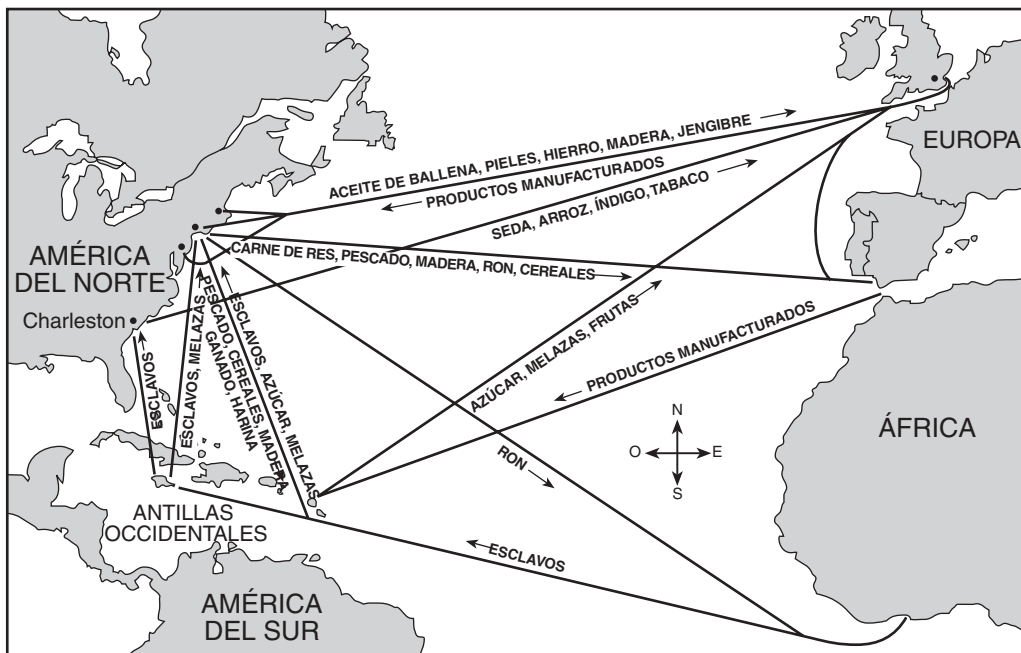 EUROPA
ACEITE DE BALLENA, PIELES, HIERRO, MADERA, JENGIBRE
PRODUCTOS MANUFACTURADOS
SEDA, ARROZ, ÍNDIGO, TABACO
AMÉRICA
DEL NORTE
CARNE DE RES, PESCADO, MADERA, RON, CEREALES
Charleston
ESCLAVOS
ESCLAVOS, MELAZAS
PESCADO, CEREALES, MADERA,
GANADO, HARINA
ESCLAVOS, AZÚCAR, MELAZAS
AZÚCAR, MELAZAS, FRUTAS
PRODUCTOS MANUFACTURADOS
ÁFRICA
N
O E
S
RON
ANTILLAS
OCCIDENTALES
ESCLAVOS
AMÉRICA
DEL SUR